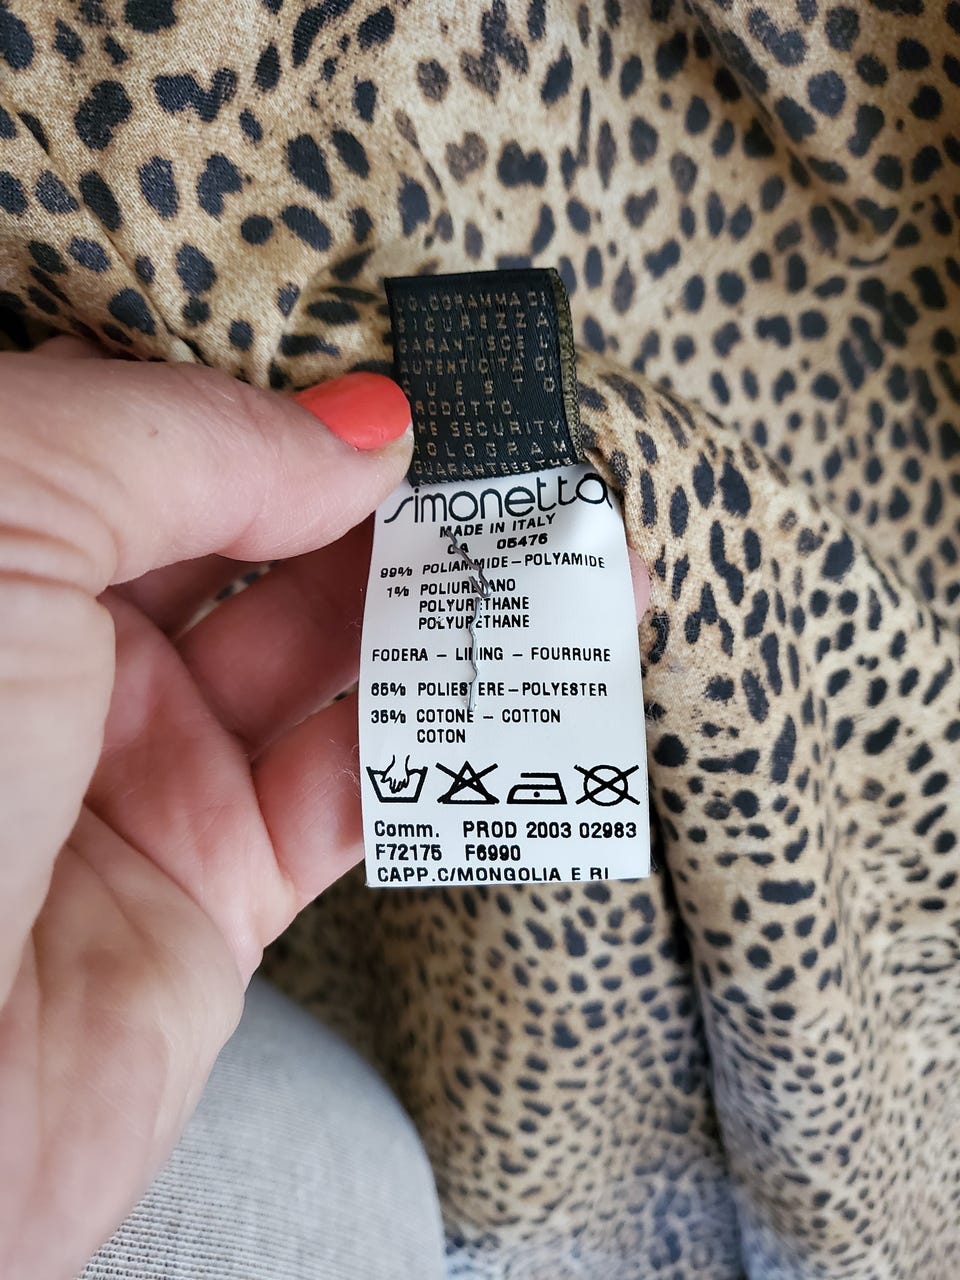 OLOGRAMMA DI
SICUREZZA
GARANTISCE L'
AUTENTICITÀ DI
QUESTO
PRODOTTO.
THE SECURITY
HOLOGRAM
GUARANTEES THE
simonetta
MADE IN ITALY
CA 05476
99% POLIAMMIDE-POLYAMIDE
1% POLIURETANO
POLYURETHANE
POLYURETHANE
FODERA - LINING - FOURRURE
65% POLIESTERE-POLYESTER
35% COTONE - COTTON
COTON
Comm. PROD 2003 02983
F72175 F6990
CAPP.C/MONGOLIA E RI